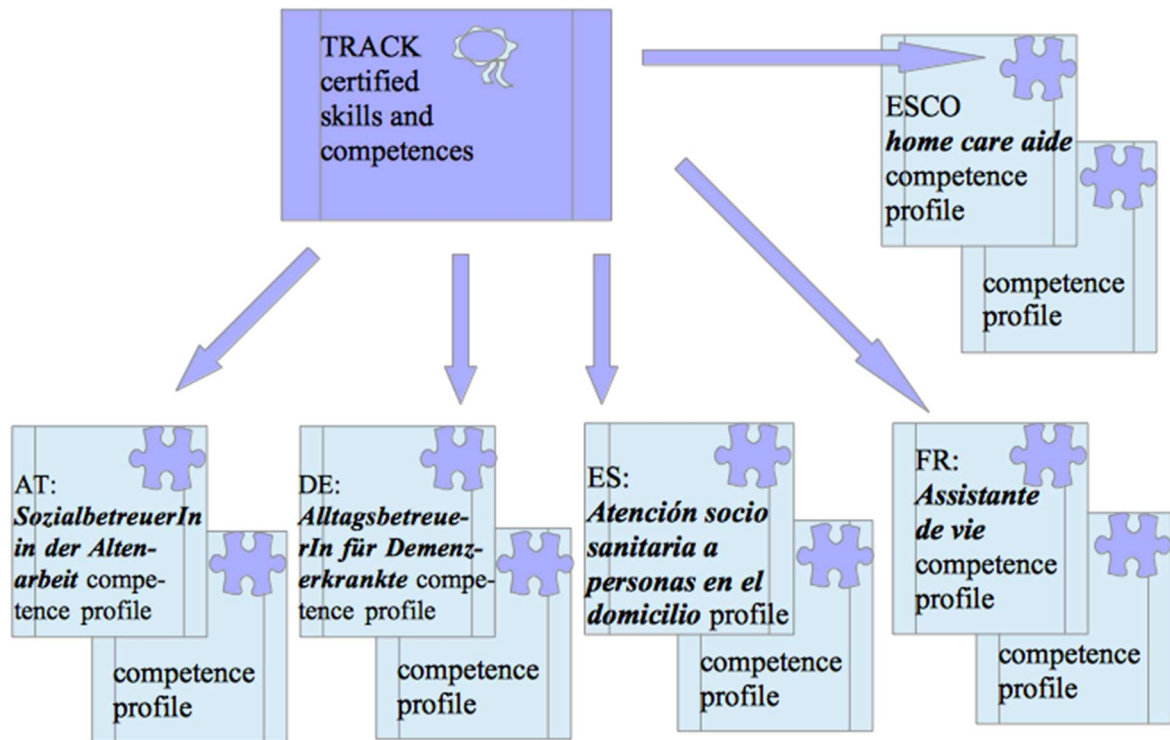 TRACK
certified
skills and
competences
ESCO
home care aide
competence
profile
competence
profile
AT:
SozialbetreuerIn
in der Alten-
arbeit compe-
tence profile
competence
profile
DE:
Alltagsbetreue-
rIn für Demenz-
erkrankte compe-
tence profile
competence
profile
ES:
Atención socio
sanitaria a
personas en el
domicilio profile
competence
profile
FR:
Assistante
de vie
competence
profile
competence
profile